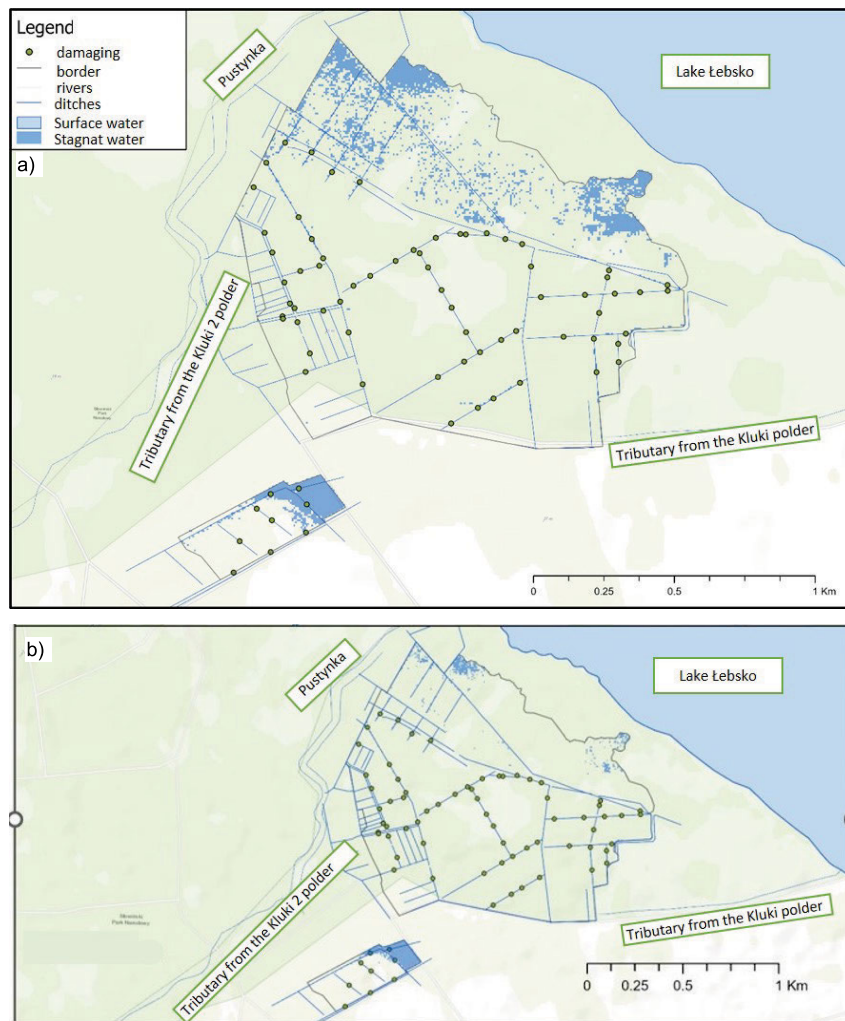 Legend
damaging
border
rivers
ditches
Surface water
Stagnat water
a)
Pustynka
Lake Łebsko
Tributary from the Kluki 2 polder
Tributary from the Kluki polder
0 0.25 0.5 1 Km
b)
Pustynka
Lake Łebsko
Tributary from the Kluki 2 polder
Tributary from the Kluki polder
0 0.25 0.5 1 Km